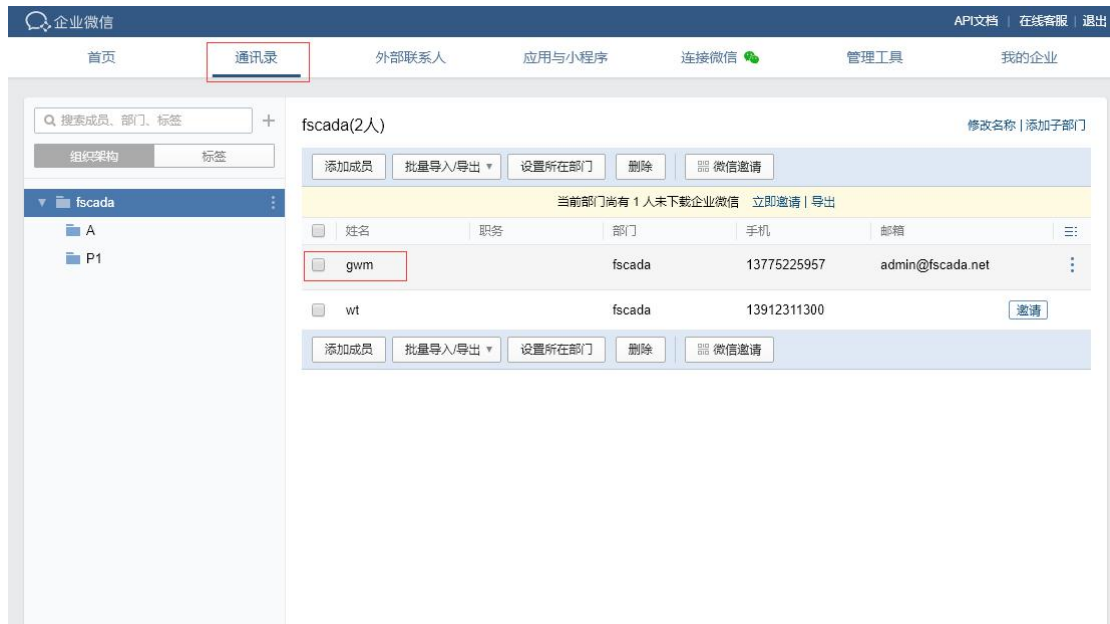 企业微信 API文档 | 在线客服 | 退出
首页 通讯录 外部联系人 应用与小程序 连接微信 管理工具 我的企业
搜索成员、部门、标签 +
组织架构 标签
fscada
A
P1
fscada(2人) 修改名称 | 添加子部门
添加成员 批量导入/导出 ▼ 设置所在部门 删除 微信邀请
当前部门尚有 1 人未下载企业微信 立即邀请 | 导出
姓名 职务 部门 手机 邮箱
gwm fscada 13775225957 admin@fscada.net
wt fscada 13912311300 邀请
添加成员 批量导入/导出 ▼ 设置所在部门 删除 微信邀请